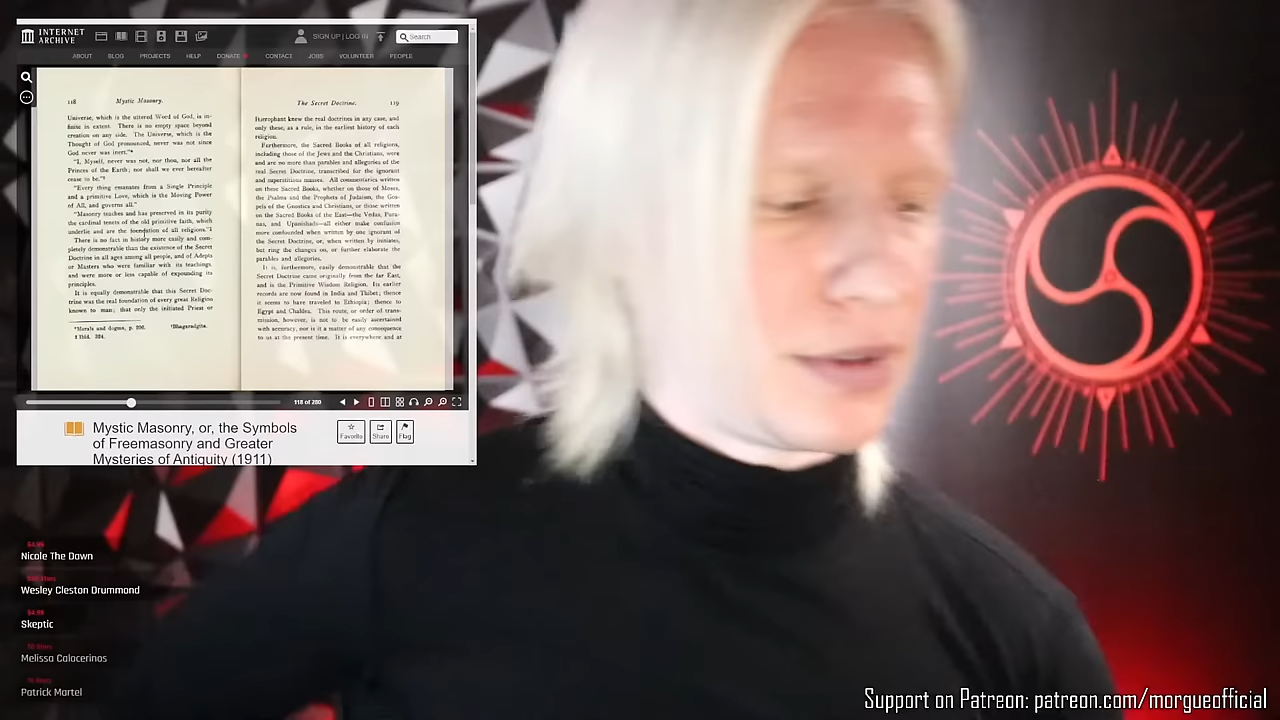 INTERNET
ARCHIVE
SIGN UP | LOG IN
Search
ABOUT
BLOG
PROJECTS
HELP
DONATE
CONTACT
JOBS
VOLUNTEER
PEOPLE
118
Mystic Masonry.
Universe, which is the uttered Word of God, is in-
finite in extent. There is no empty space beyond
creation on any side. The Universe, which is the
Thought of God pronounced, never was not since
God never was inert."*
"I, Myself, never was not, nor thou, nor all the
Princes of the Earth; nor shall we ever hereafter
cease to be."†
"Every thing emanates from a Single Principle
and a primitive Love, which is the Moving Power
of All, and governs all."
"Masonry teaches and has preserved in its purity
the cardinal tenets of the old primitive faith, which
underlie and are the foundation of all religions."‡
There is no fact in history more easily and com-
pletely demonstrable than the existence of the Secret
Doctrine in all ages among all people, and of Adepts
or Masters who were familiar with its teachings,
and were more or less capable of expounding its
principles.
It is equally demonstrable that this Secret Doc-
trine was the real foundation of every great Religion
known to man; that only the initiated Priest or
*Morals and dogma, p.
†Bhagavadgita.
‡ Ibid.
The Secret Doctrine.
119
Hierophant knew the real doctrines in any case, and
only these, as a rule, in the earliest history of each
religion.
Furthermore, the Sacred Books of all religions,
including those of the Jews and the Christians, were
and are no more than parables and allegories of the
real Secret Doctrine, transcribed for the ignorant
and superstitious masses. All commentaries written
on these Sacred Books, whether on those of Moses,
the Psalms and the Prophets of Judaism, the Gos-
pels of the Gnostics and Christians, or those written
on the Sacred Books of the East—the Vedas, Pura-
nas, and Upanishads—all either make confusion
more confounded when written by one ignorant of
the Secret Doctrine, or, when written by initiates,
but ring the changes on, or further elaborate the
parables and allegories.
It is, furthermore, easily demonstrable that the
Secret Doctrine came originally from the far East,
and is the Primitive Wisdom Religion. Its earlier
records are now found in India and Thibet; thence
it seems to have traveled to Ethiopia; thence to
Egypt and Chaldea. This route, or order of trans-
mission, however, is not to be easily ascertained
with accuracy, nor is it a matter of any consequence
to us at the present time. It is everywhere and at
118 of 280
Mystic Masonry, or, the Symbols
of Freemasonry and Greater
Mysteries of Antiquity (1911)
Favorite
Share
Flag
$4.99
Nicole The Dawn
Wesley Cleston Drummond
$4.99
Skeptic
Melissa Calacerinos
Patrick Martel
Support on Patreon: patreon.com/morgueofficial